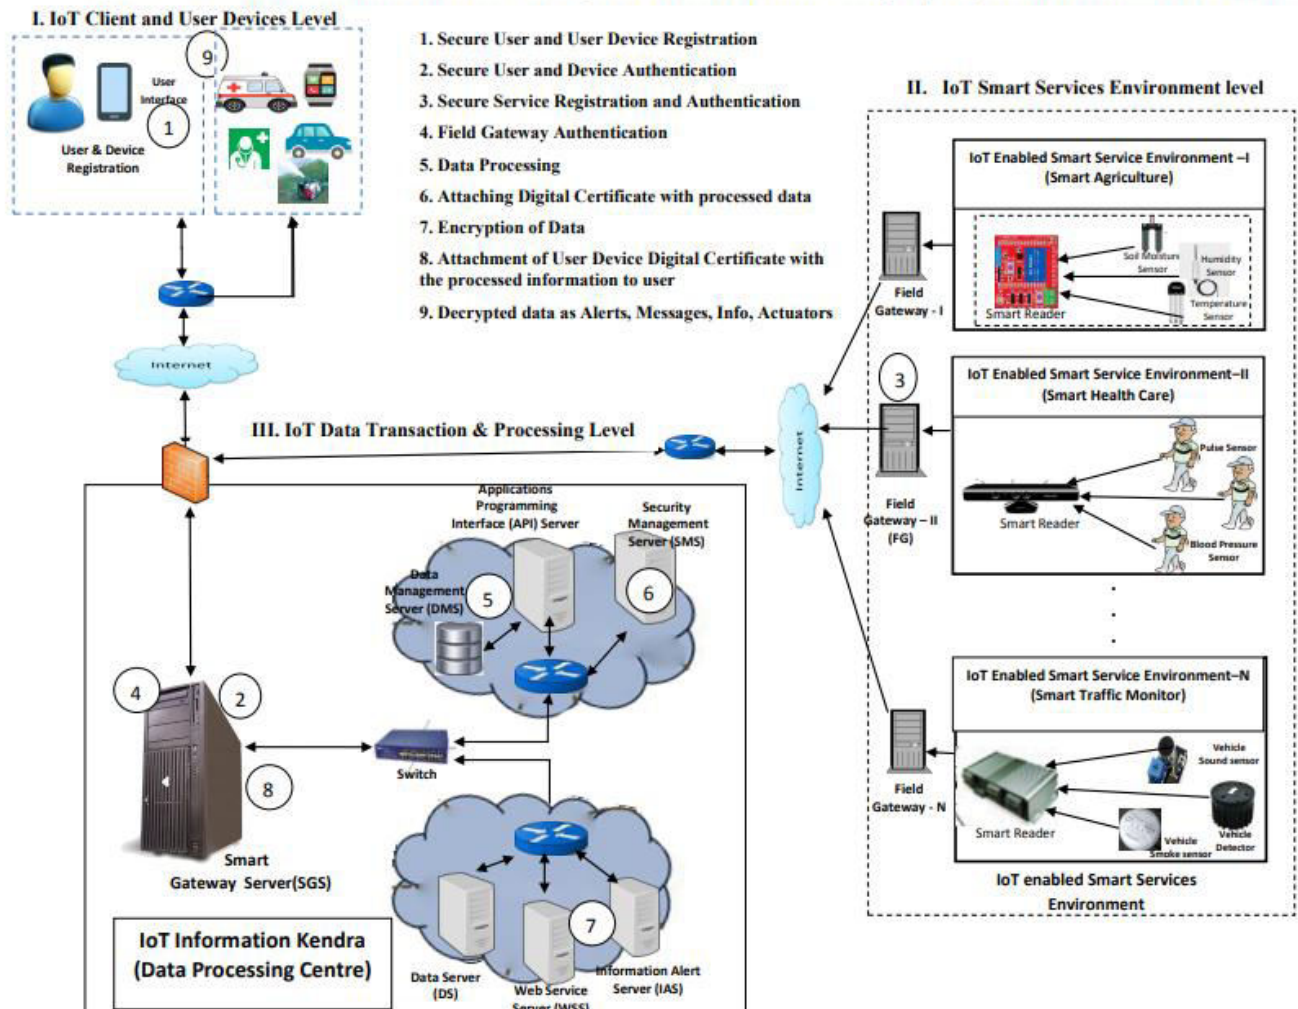 I. IoT Client and User Devices Level
9
User
Interface
1
User & Device
Registration
1. Secure User and User Device Registration
2. Secure User and Device Authentication
3. Secure Service Registration and Authentication
4. Field Gateway Authentication
5. Data Processing
6. Attaching Digital Certificate with processed data
7. Encryption of Data
8. Attachment of User Device Digital Certificate with
the processed information to user
9. Decrypted data as Alerts, Messages, Info, Actuators
II. IoT Smart Services Environment level
IoT Enabled Smart Service Environment –I
(Smart Agriculture)
Soil Moisture
Sensor
Humidity
Sensor
Temperature
Sensor
Smart Reader
Field
Gateway - I
IoT Enabled Smart Service Environment–II
(Smart Health Care)
Pulse Sensor
Smart Reader
Blood Pressure
Sensor
3
Field
Gateway – II
(FG)
.
.
.
IoT Enabled Smart Service Environment–N
(Smart Traffic Monitor)
Vehicle
Sound sensor
Smart Reader
Vehicle
Smoke sensor
Vehicle
Detector
Field
Gateway - N
IoT enabled Smart Services
Environment
Internet
Internet
III. IoT Data Transaction & Processing Level
Applications
Programming
Interface (API) Server
Security
Management
Server (SMS)
Data
Management
Server (DMS)
5
6
4
2
8
Switch
Smart
Gateway Server(SGS)
7
Data Server
(DS)
Web Service
Server (WSS)
Information Alert
Server (IAS)
IoT Information Kendra
(Data Processing Centre)